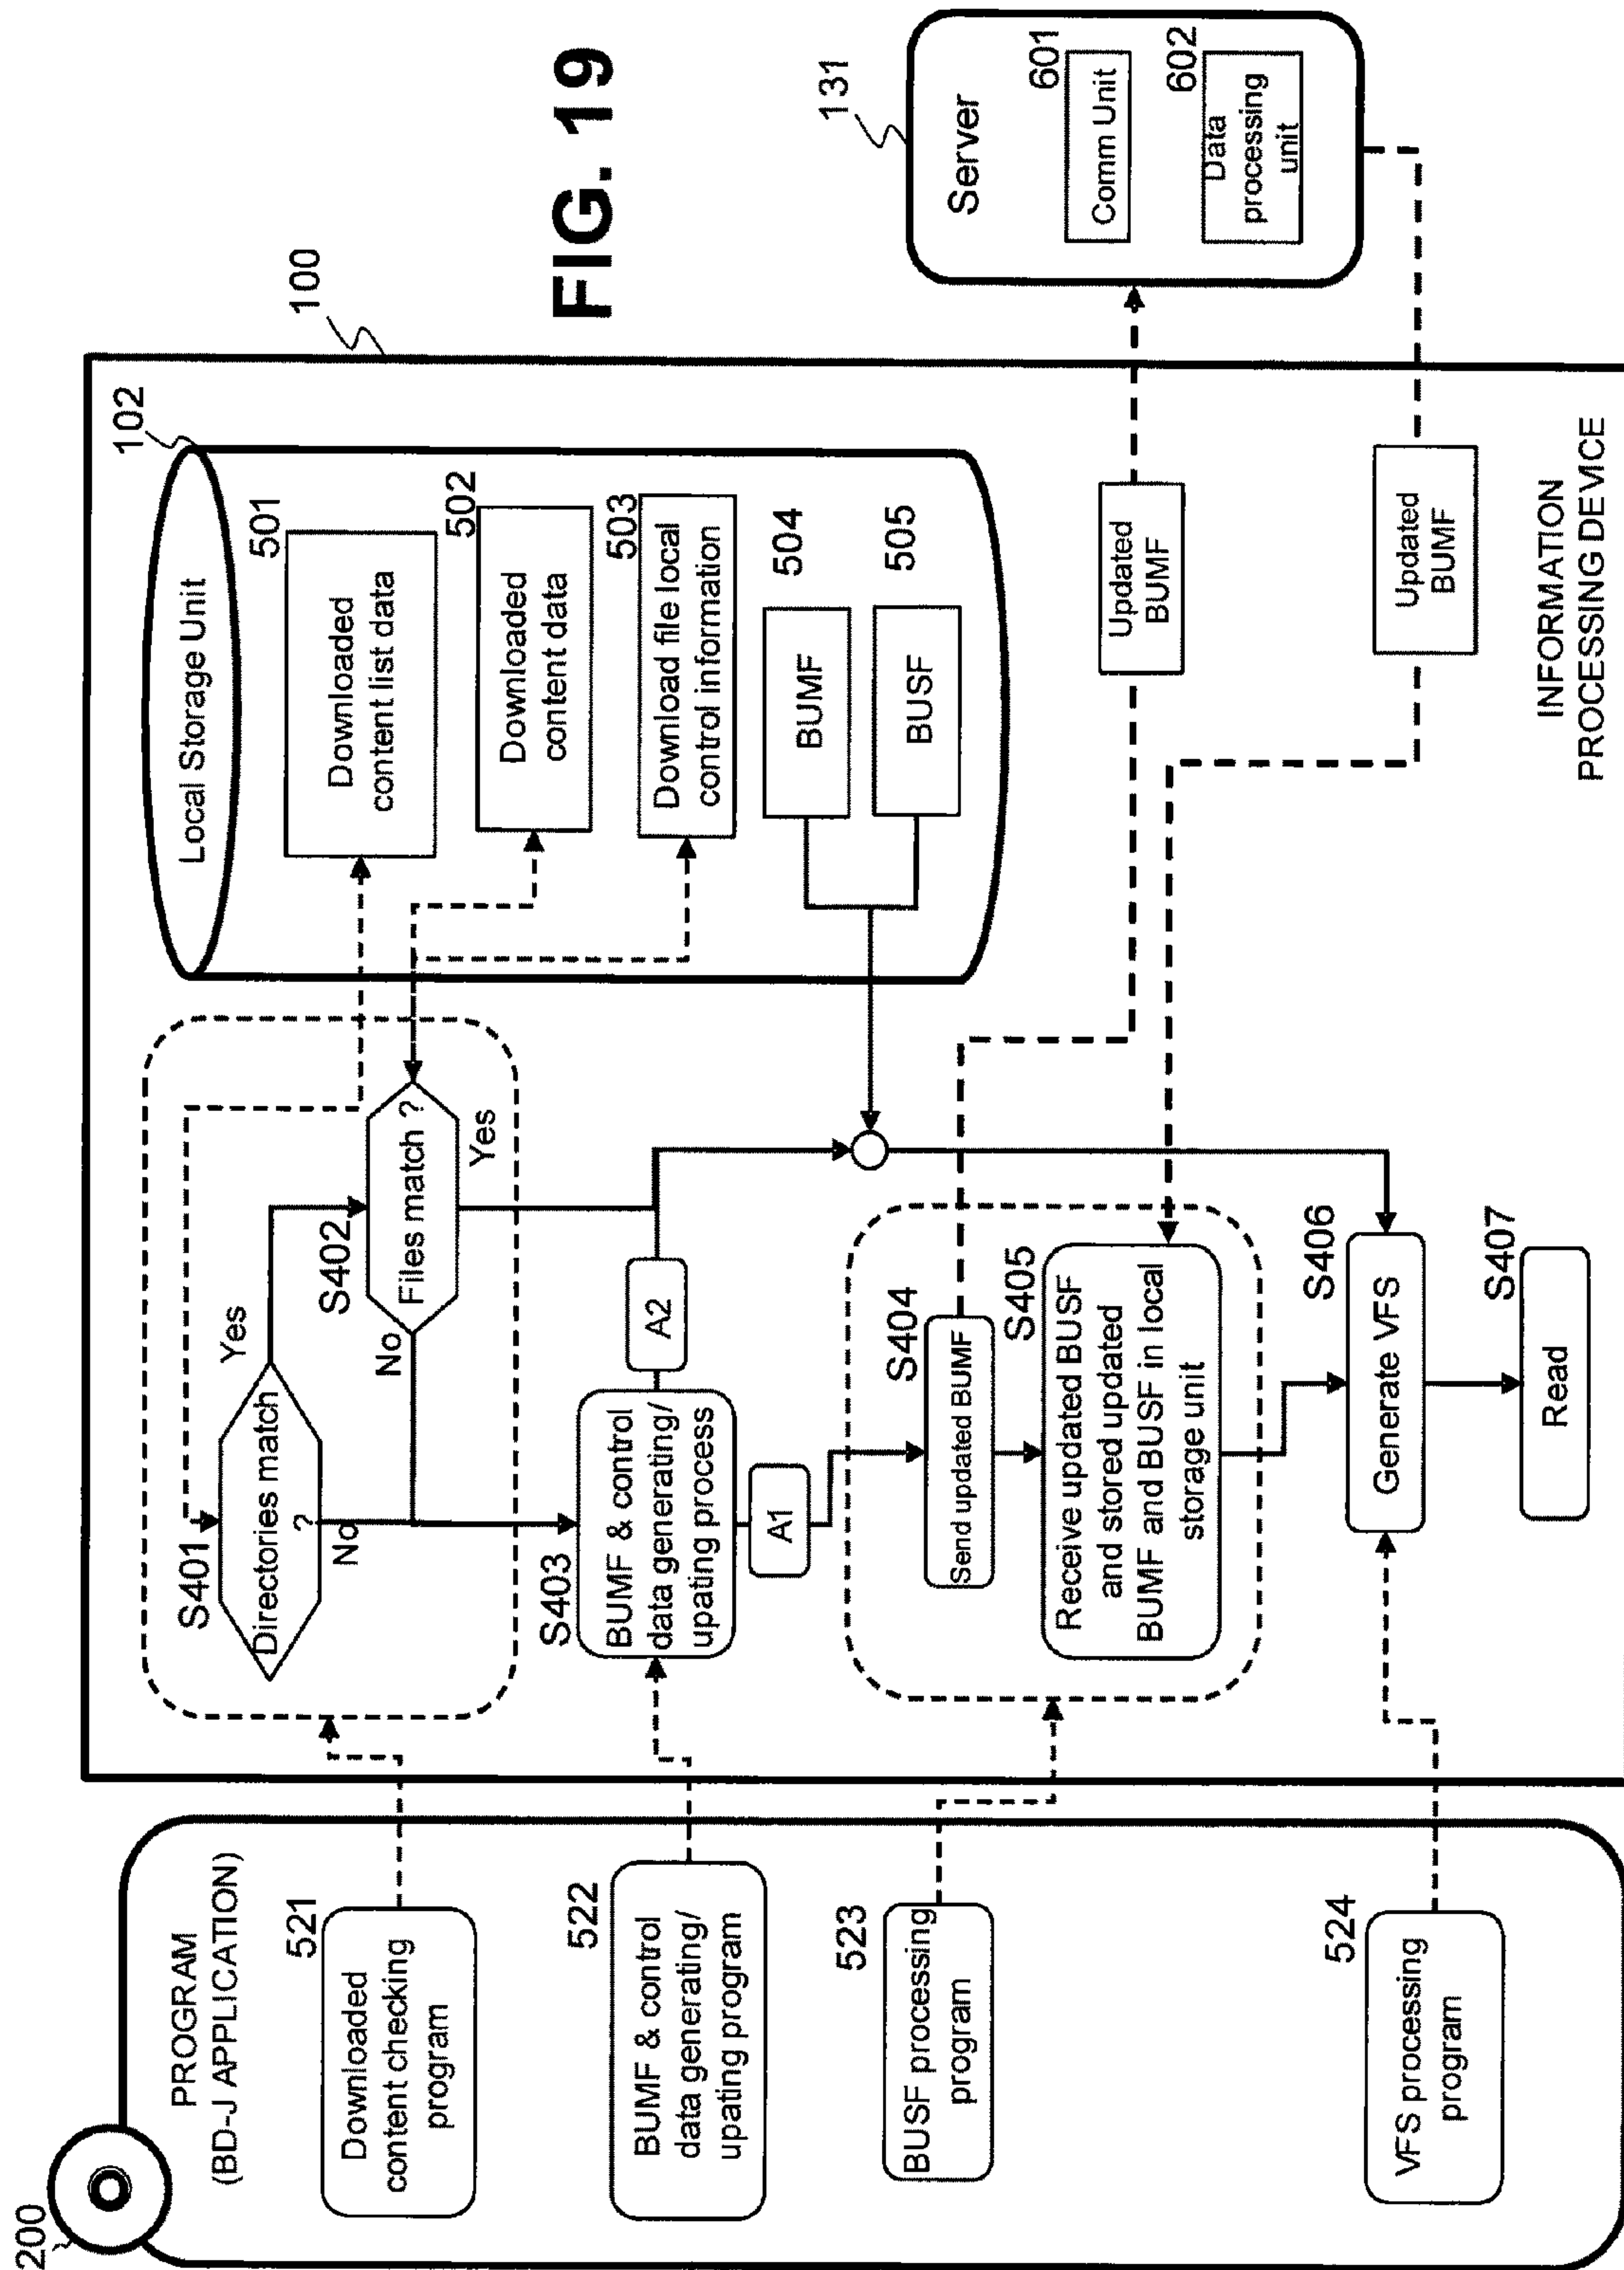 FIG. 19
200
PROGRAM
(BD-J APPLICATION)
521
Downloaded
content checking
program
522
BUMF & control
data generating/
upating program
523
BUSF processing
program
524
VFS processing
program
100
S401
Directories match
?
Yes
No
S402
Files match ?
Yes
No
S403
BUMF & control
data generating/
upating process
A2
A1
S404
Send updated BUMF
S405
Receive updated BUSF
and stored updated
BUMF and BUSF in local
storage unit
S406
Generate VFS
S407
Read
102
Local Storage Unit
501
Downloaded
content list data
502
Downloaded
content data
503
Download file local
control information
504
BUMF
505
BUSF
Updated
BUMF
Updated
BUMF
INFORMATION
PROCESSING DEVICE
131
Server
601
Comm Unit
602
Data
processing
unit